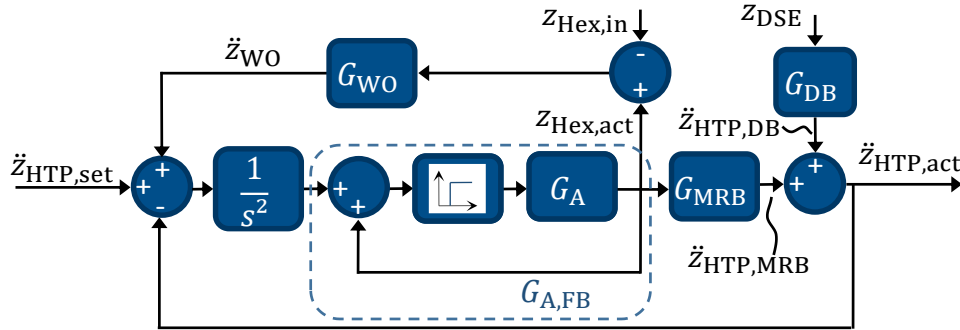 z_Hex,in
z_DSE
z̈_WO
G_WO
-
+
G_DB
z_Hex,act
z̈_HTP,DB
z̈_HTP,set
+
+
-
1/s²
+
+
G_A
G_MRB
+
+
z̈_HTP,act
z̈_HTP,MRB
G_A,FB